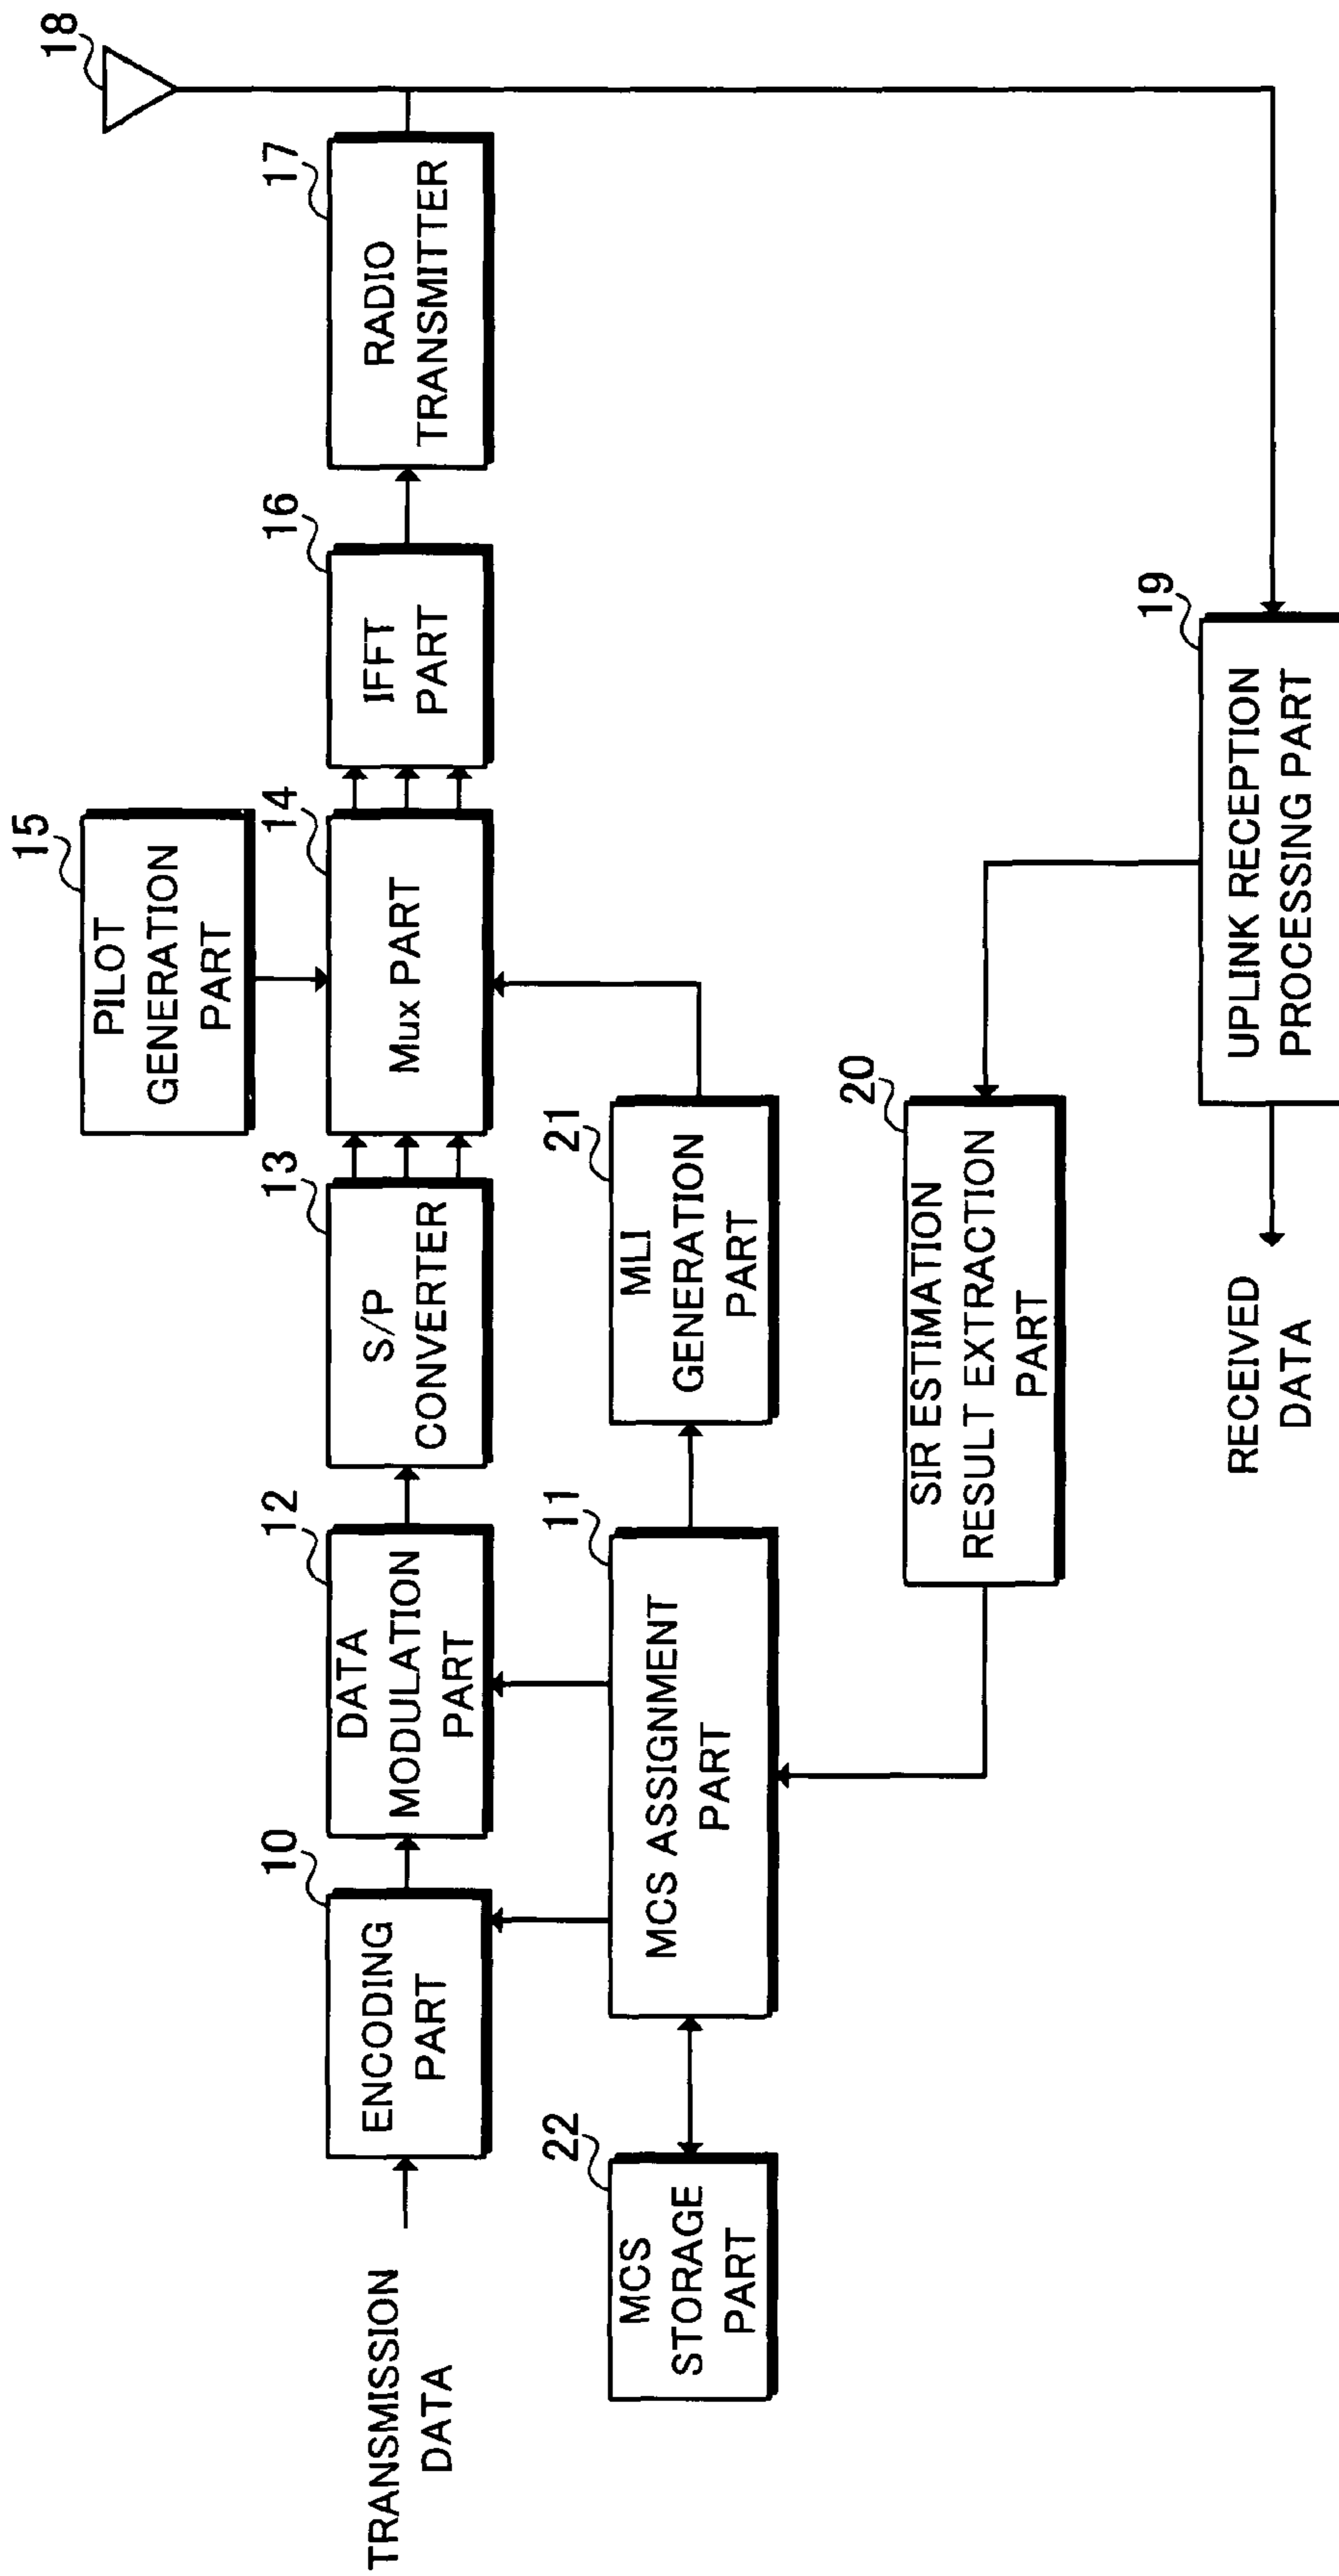 18
17
RADIO
TRANSMITTER
16
IFFT
PART
15
PILOT
GENERATION
PART
14
Mux PART
13
S/P
CONVERTER
12
DATA
MODULATION
PART
10
ENCODING
PART
TRANSMISSION
DATA
22
MCS
STORAGE
PART
11
MCS ASSIGNMENT
PART
21
MLI
GENERATION
PART
20
SIR ESTIMATION
RESULT EXTRACTION
PART
19
UPLINK RECEPTION
PROCESSING PART
RECEIVED
DATA